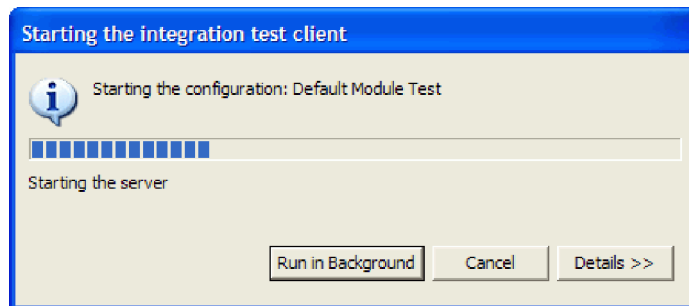 Starting the integration test client
Starting the configuration: Default Module Test
Starting the server
Run in Background Cancel Details >>